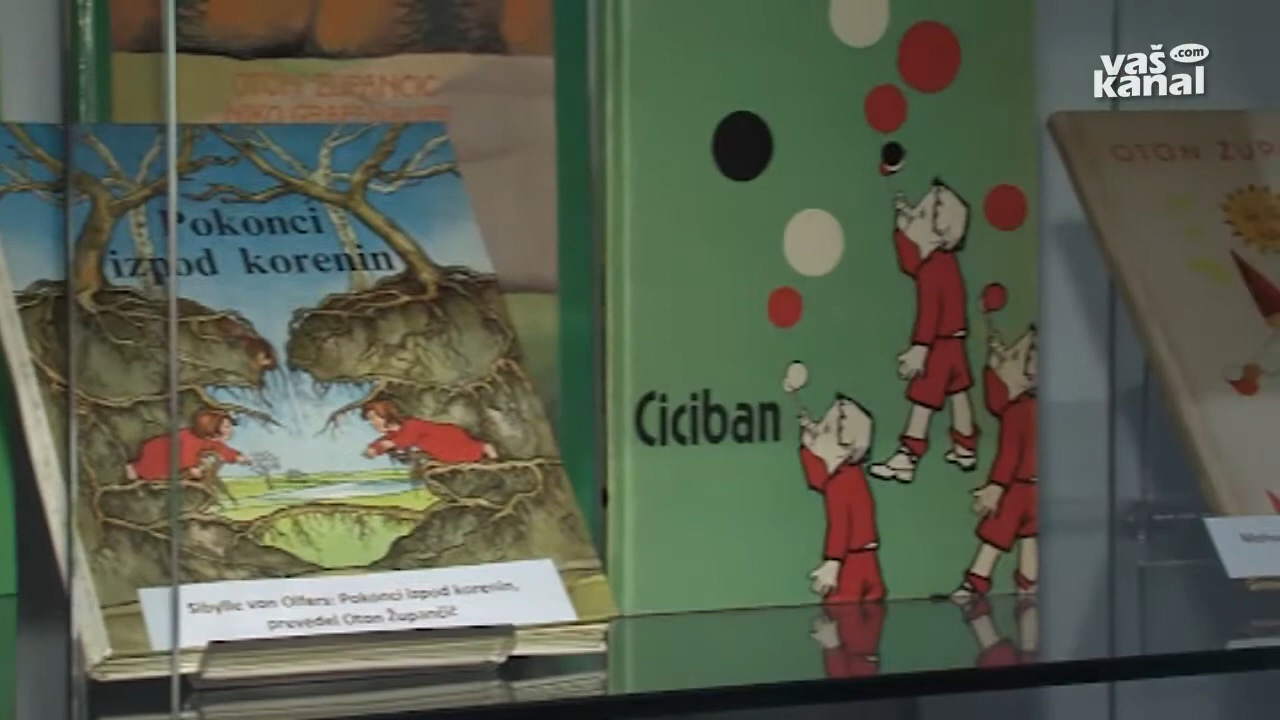 vaš
.com
kanal
OTON ŽUPANČIČ
Pokonci
izpod korenin
Ciciban
OTON ŽUP
Sibylle von Olfers: Pokonci izpod korenin,
prevedel Oton Župančič